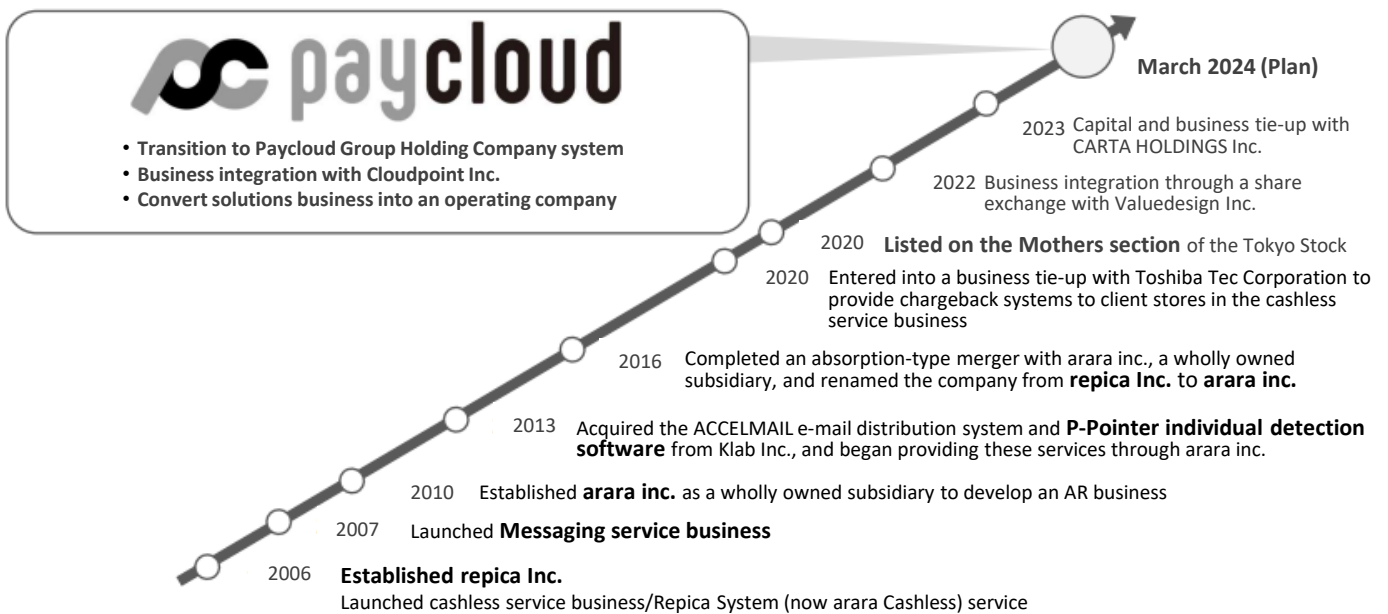 paycloud
• Transition to Paycloud Group Holding Company system
• Business integration with Cloudpoint Inc.
• Convert solutions business into an operating company
March 2024 (Plan)
2023 Capital and business tie-up with
CARTA HOLDINGS Inc.
2022 Business integration through a share
exchange with Valuedesign Inc.
2020 Listed on the Mothers section of the Tokyo Stock
2020 Entered into a business tie-up with Toshiba Tec Corporation to
provide chargeback systems to client stores in the cashless
service business
2016 Completed an absorption-type merger with arara inc., a wholly owned
subsidiary, and renamed the company from repica Inc. to arara inc.
2013 Acquired the ACCELMAIL e-mail distribution system and P-Pointer individual detection
software from Klab Inc., and began providing these services through arara inc.
2010 Established arara inc. as a wholly owned subsidiary to develop an AR business
2007 Launched Messaging service business
2006 Established repica Inc.
Launched cashless service business/Repica System (now arara Cashless) service